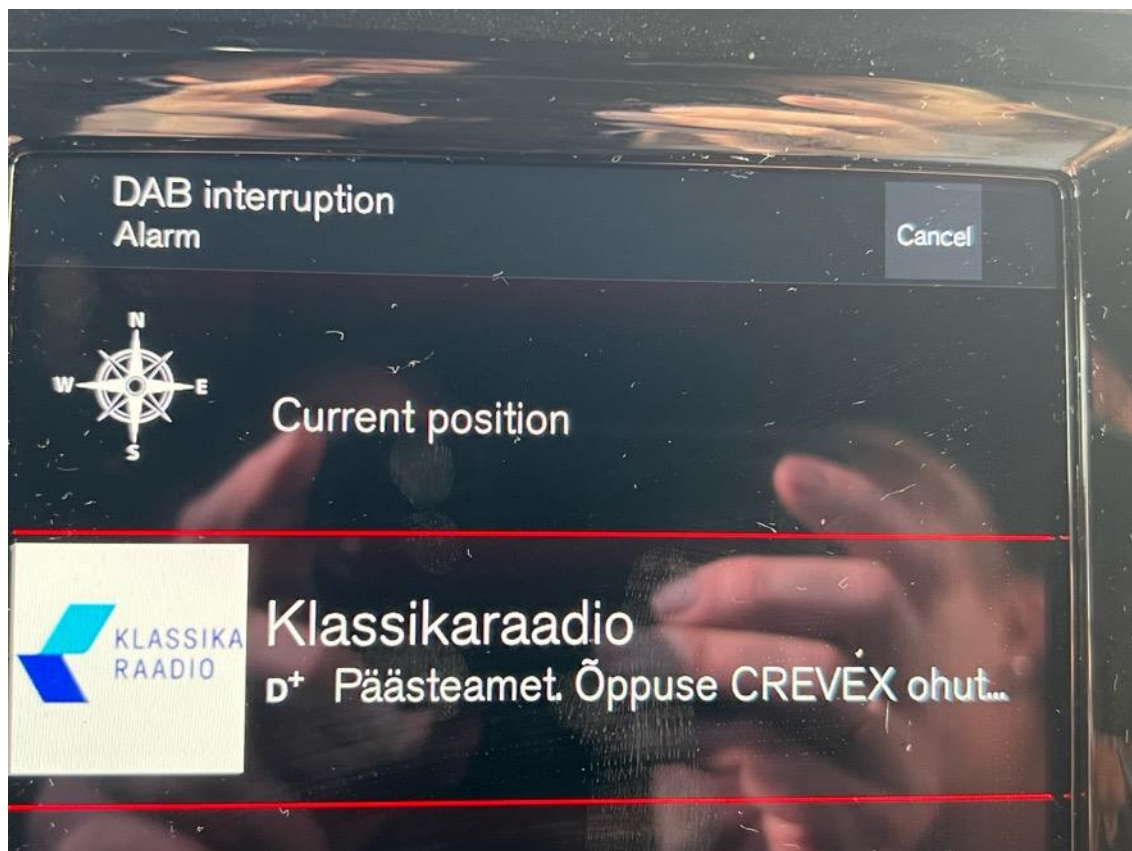 DAB interruption
Alarm
Cancel
N
W E
S
Current position
KLASSIKA
RAADIO
Klassikaraadio
D+ Päästeamet. Õppuse CREVEX ohut...